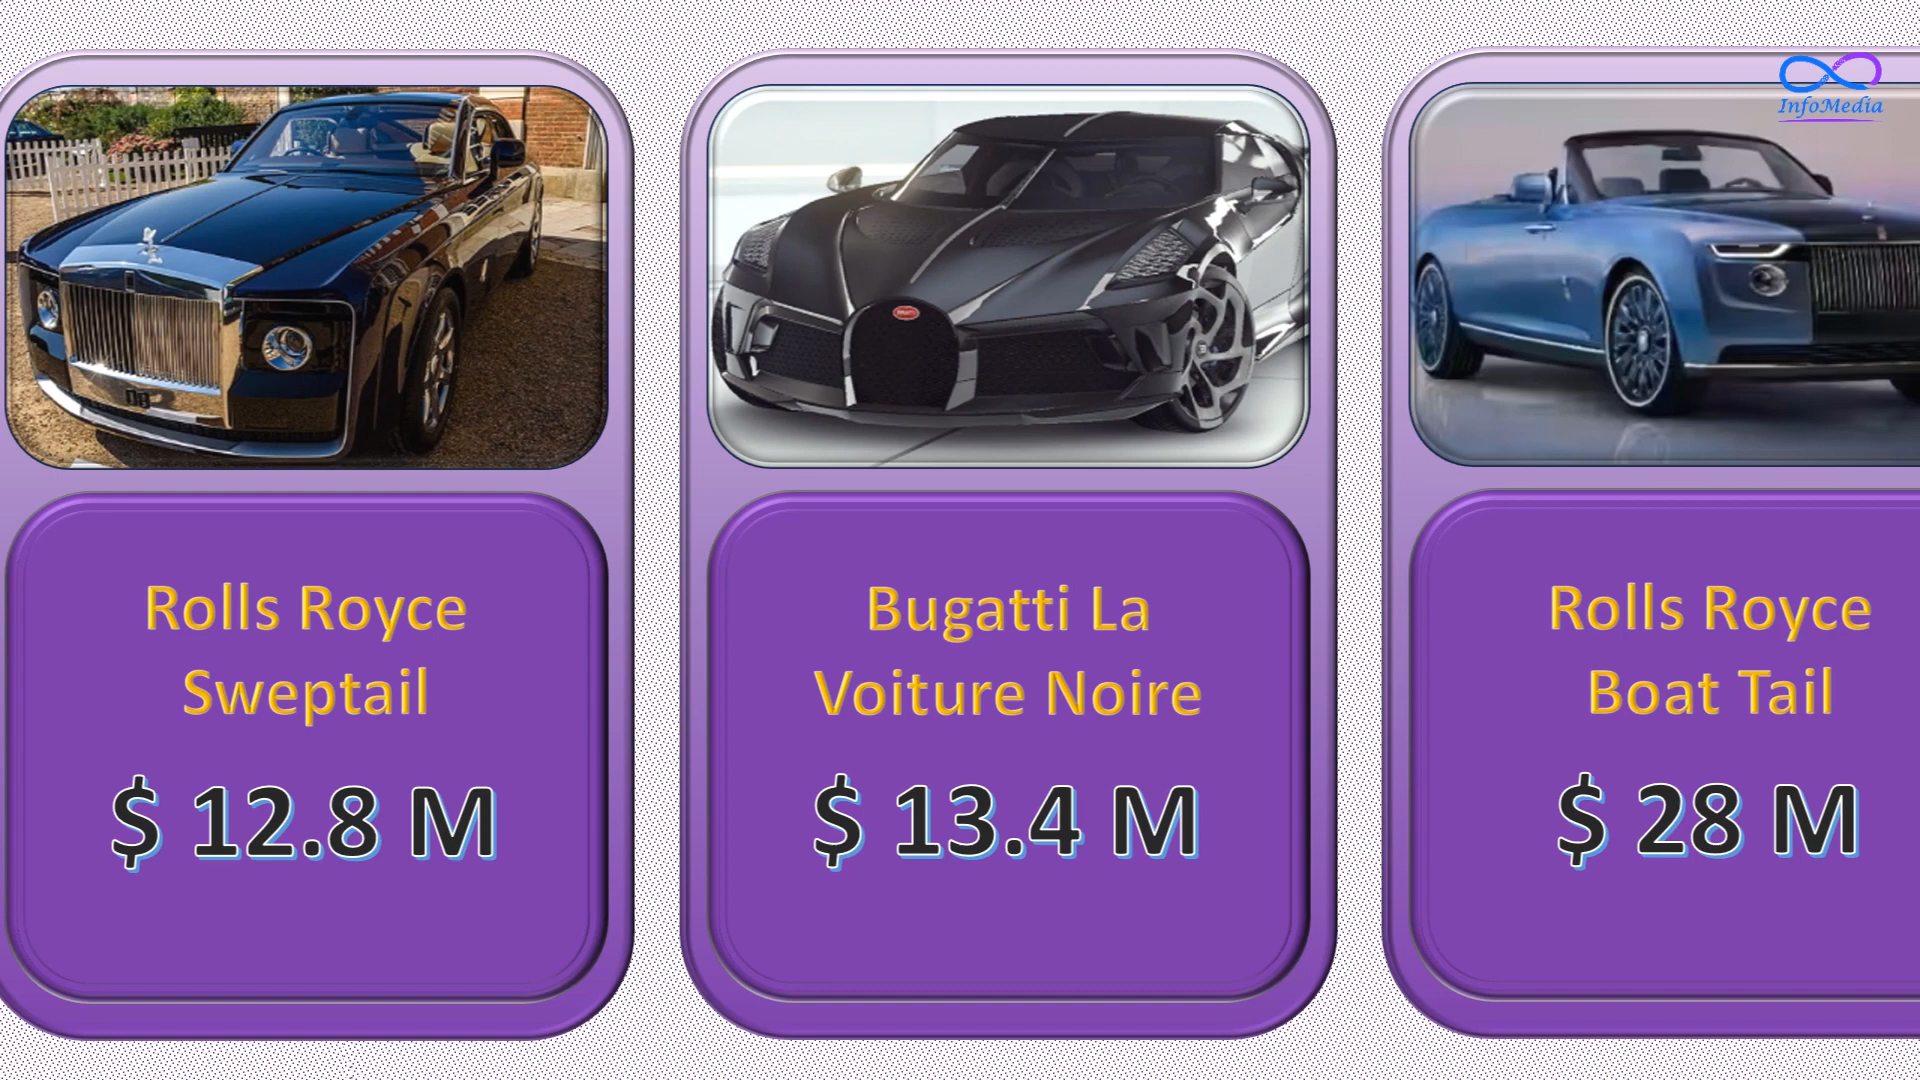 InfoMedia
Rolls Royce
Sweptail
$ 12.8 M
Bugatti La
Voiture Noire
$ 13.4 M
Rolls Royce
Boat Tail
$ 28 M